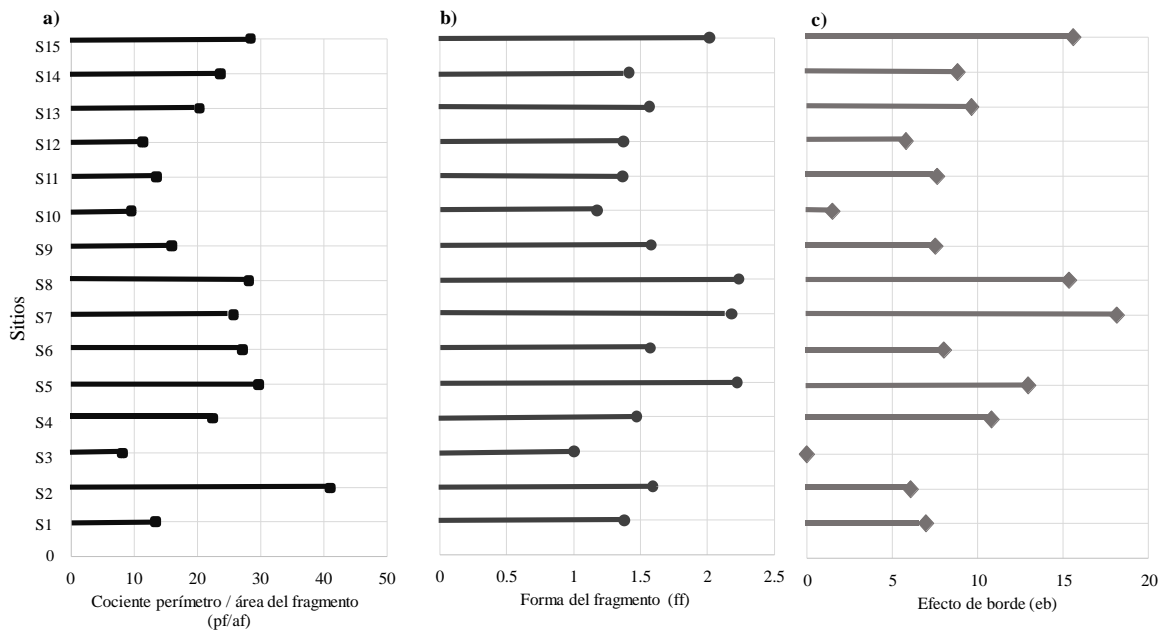 a)
b)
c)
Sitios
S15
S14
S13
S12
S11
S10
S9
S8
S7
S6
S5
S4
S3
S2
S1
0
0 10 20 30 40 50
Cociente perímetro / área del fragmento
(pf/af)
0 0.5 1 1.5 2 2.5
Forma del fragmento (ff)
0 5 10 15 20
Efecto de borde (eb)